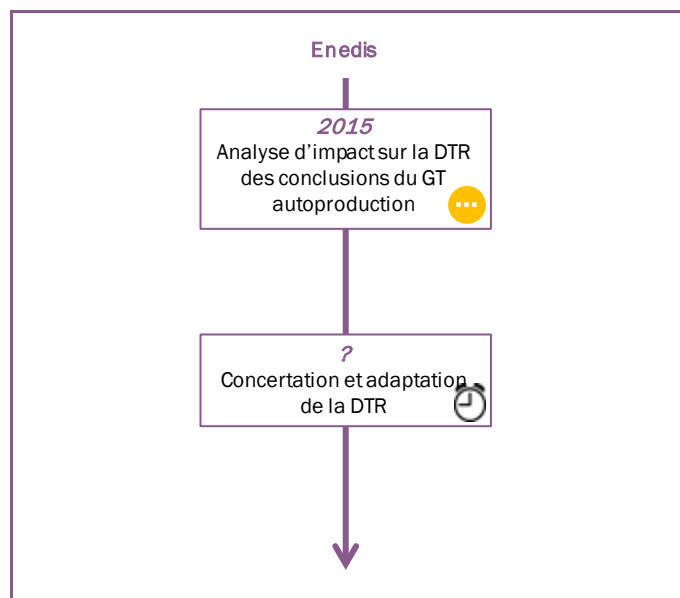 Enedis
2015
Analyse d'impact sur la DTR
des conclusions du GT
autoproduction
?
Concertation et adaptation
de la DTR